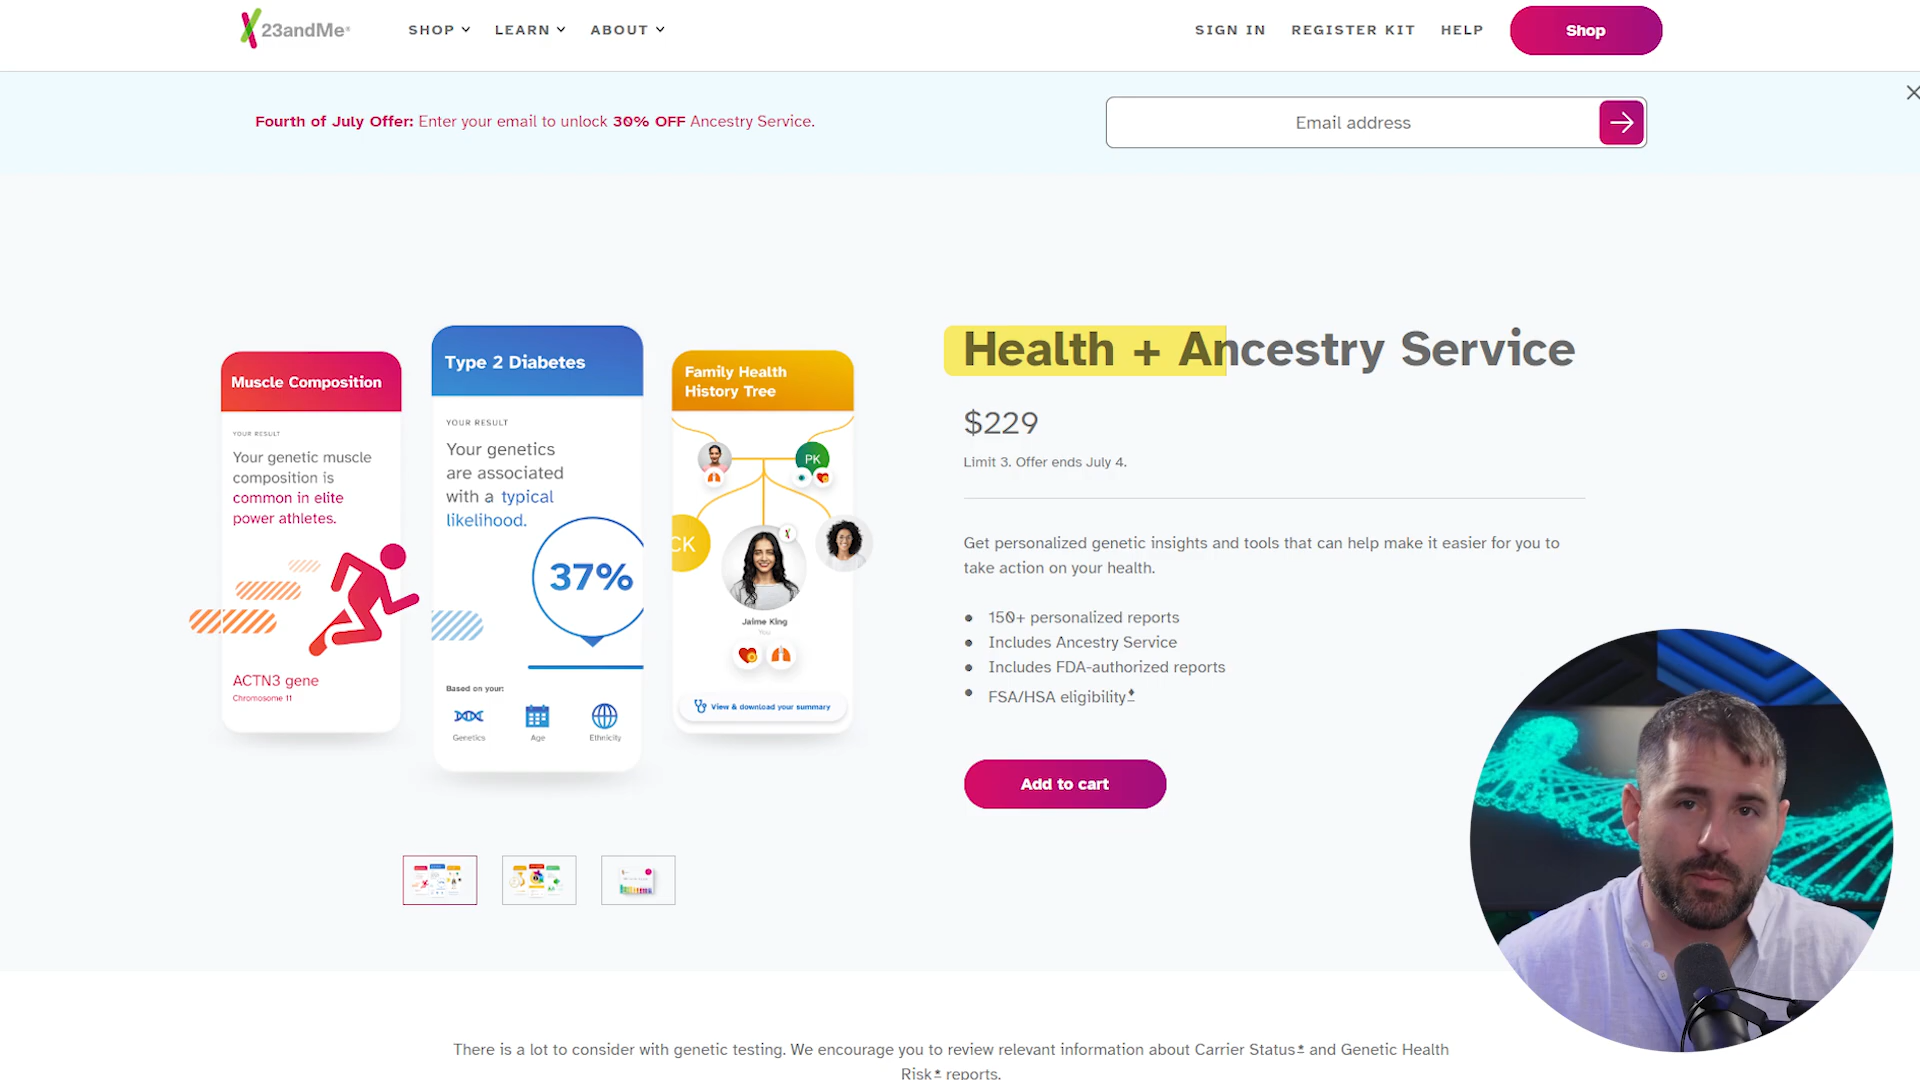 23andMe
SHOP
LEARN
ABOUT
SIGN IN
REGISTER KIT
HELP
Shop
Fourth of July Offer: Enter your email to unlock 30% OFF Ancestry Service.
Email address
Muscle Composition
YOUR RESULT
Your genetic muscle
composition is
common in elite
power athletes.
ACTN3 gene
Chromosome 11
Type 2 Diabetes
YOUR RESULT
Your genetics
are associated
with a typical
likelihood.
37%
Based on your:
Genetics
Age
Ethnicity
Family Health
History Tree
PK
CK
Jaime King
You
View & download your summary
Health + Ancestry Service
$229
Limit 3. Offer ends July 4.
Get personalized genetic insights and tools that can help make it easier for you to
take action on your health.
150+ personalized reports
Includes Ancestry Service
Includes FDA-authorized reports
FSA/HSA eligibility♦
Add to cart
There is a lot to consider with genetic testing. We encourage you to review relevant information about Carrier Status* and Genetic Health
Risk* reports.